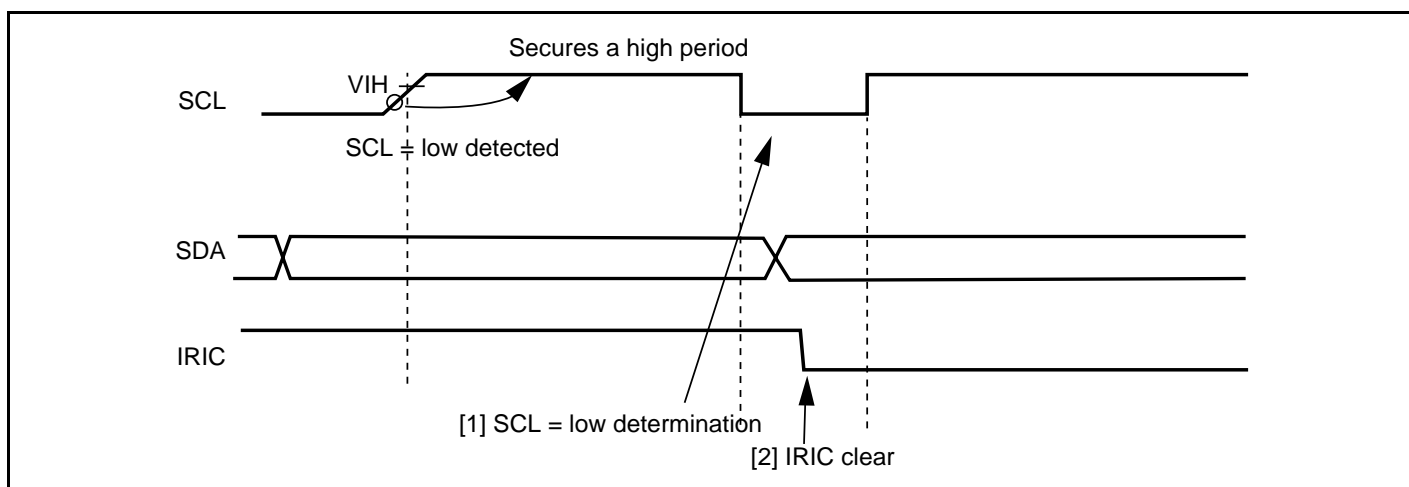 Secures a high period
VIH
SCL
SCL = low detected
SDA
IRIC
[1] SCL = low determination
[2] IRIC clear